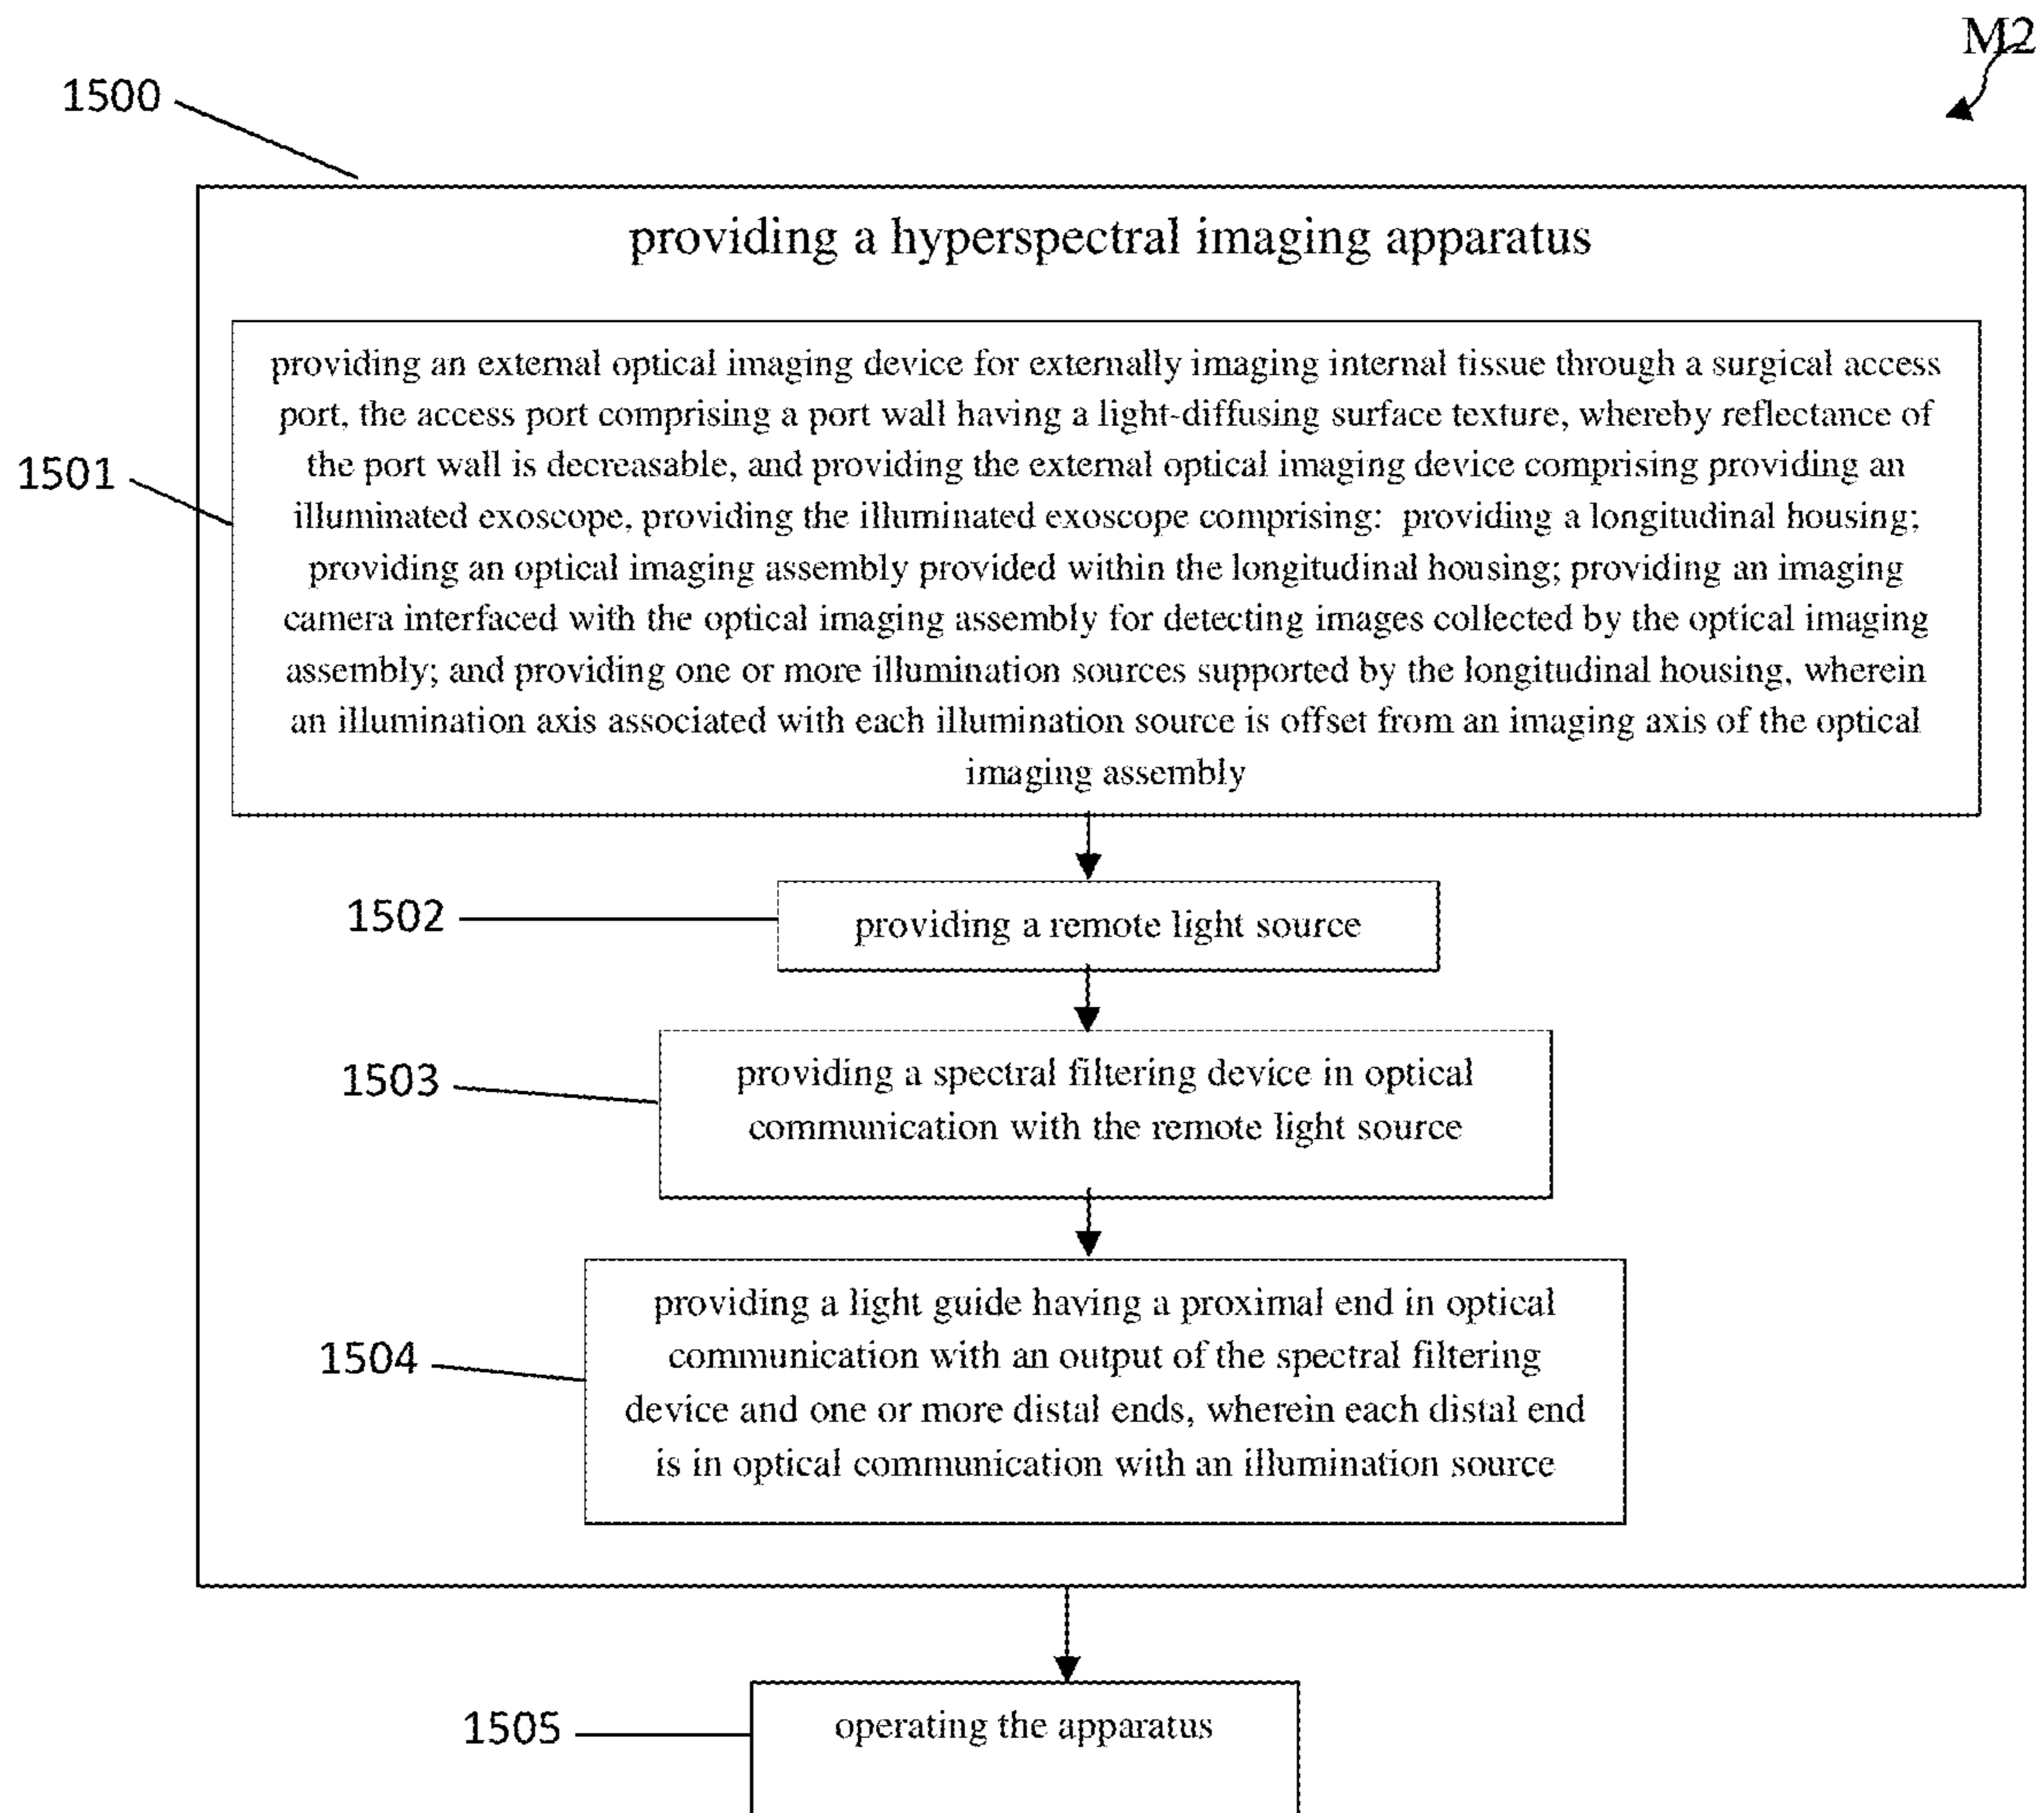 M2
1500
providing a hyperspectral imaging apparatus
providing an external optical imaging device for externally imaging internal tissue through a surgical access
port, the access port comprising a port wall having a light-diffusing surface texture, whereby reflectance of
1501
the port wall is decreasable, and providing the external optical imaging device comprising providing an
illuminated exoscope, providing the illuminated exoscope comprising: providing a longitudinal housing;
providing an optical imaging assembly provided within the longitudinal housing; providing an imaging
camera interfaced with the optical imaging assembly for detecting images collected by the optical imaging
assembly; and providing one or more illumination sources supported by the longitudinal housing, wherein
an illumination axis associated with each illumination source is offset from an imaging axis of the optical
imaging assembly
1502
providing a remote light source
1503
providing a spectral filtering device in optical
communication with the remote light source
1504
providing a light guide having a proximal end in optical
communication with an output of the spectral filtering
device and one or more distal ends, wherein each distal end
is in optical communication with an illumination source
1505
operating the apparatus